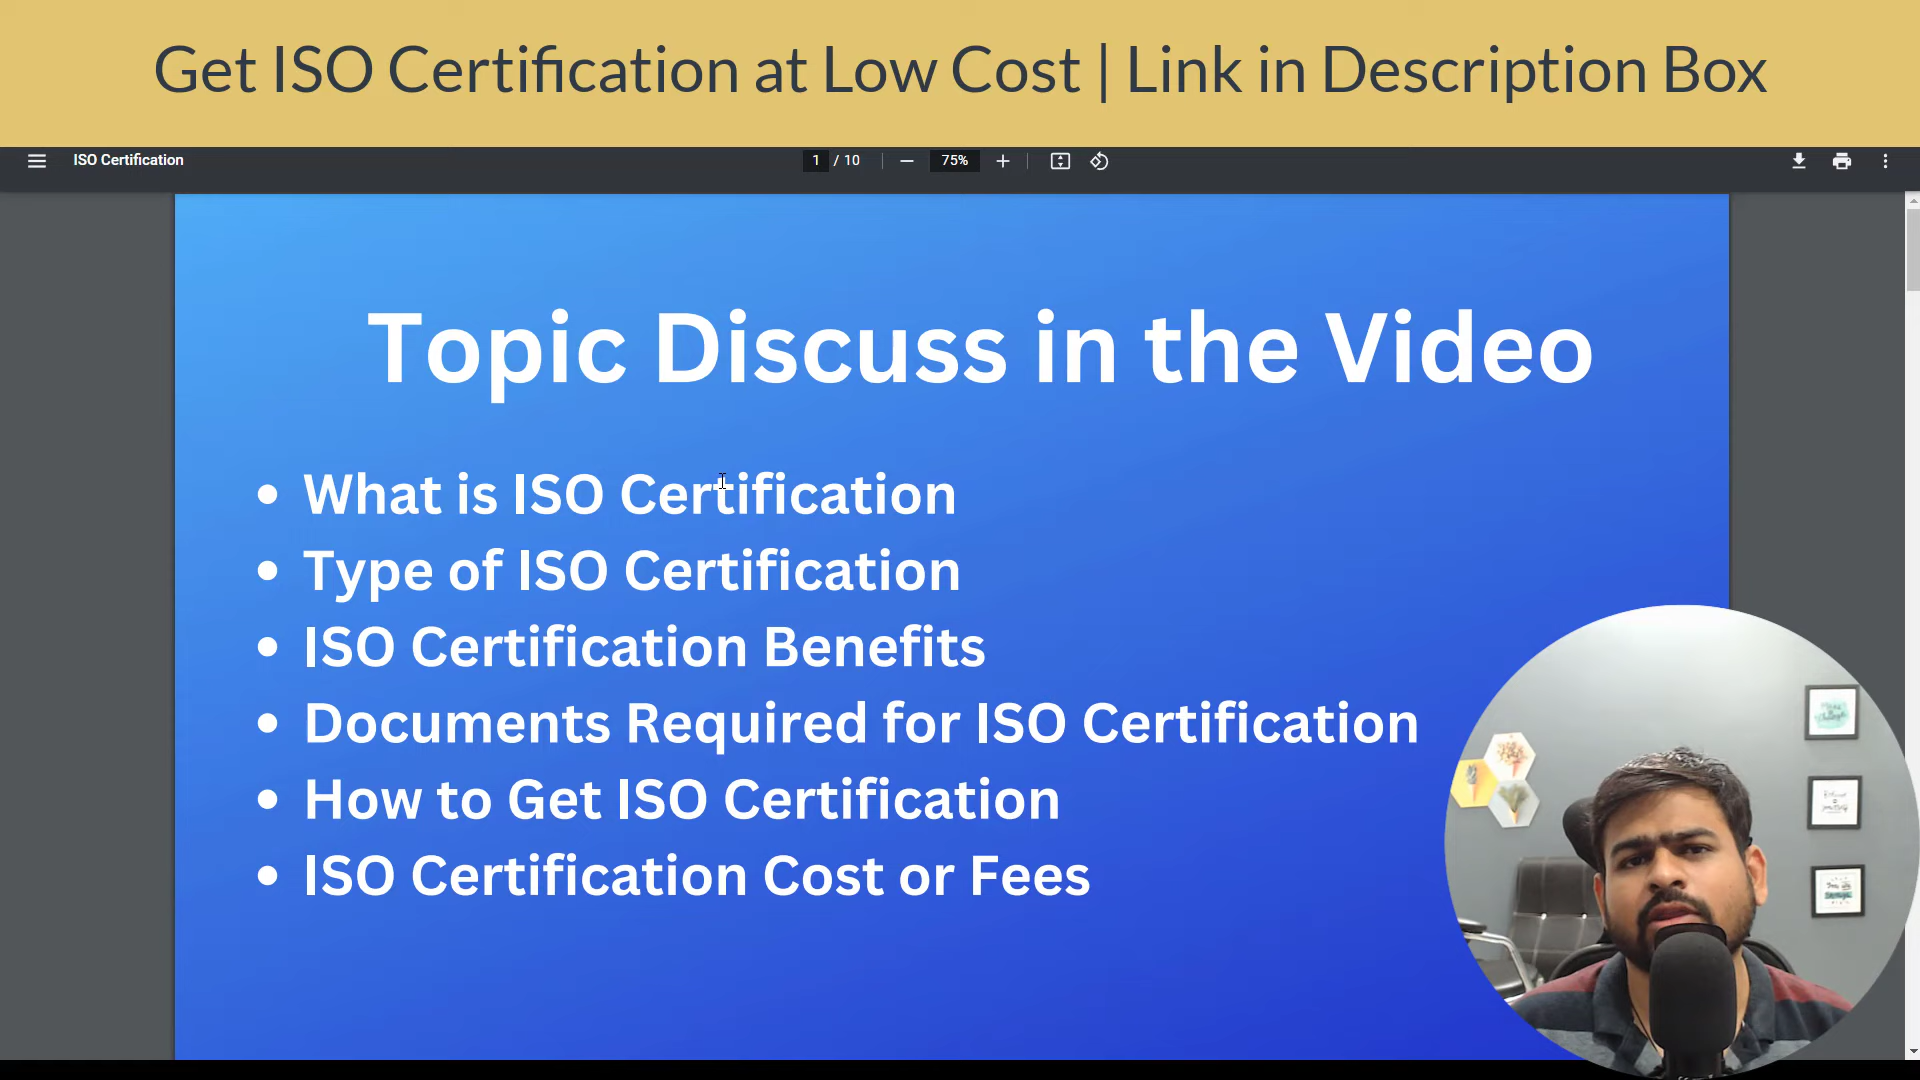 Get ISO Certification at Low Cost | Link in Description Box
ISO Certification
1 / 10
75%
Topic Discuss in the Video
• What is ISO Certification
• Type of ISO Certification
• ISO Certification Benefits
• Documents Required for ISO Certification
• How to Get ISO Certification
• ISO Certification Cost or Fees